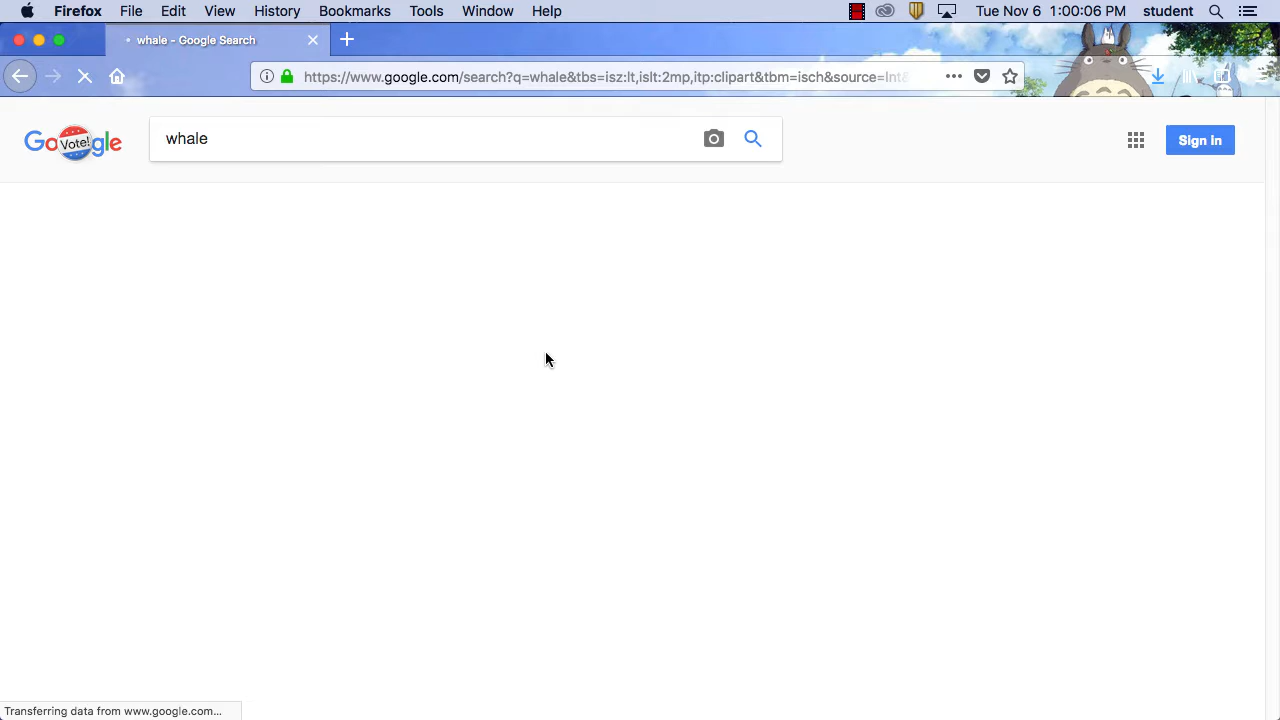 Firefox File Edit View History Bookmarks Tools Window Help Tue Nov 6 1:00:06 PM student
whale - Google Search
https://www.google.com/search?q=whale&tbs=isz:lt,islt:2mp,itp:clipart&tbm=isch&source=lnt&
Google Vote! whale Sign in
Transferring data from www.google.com...